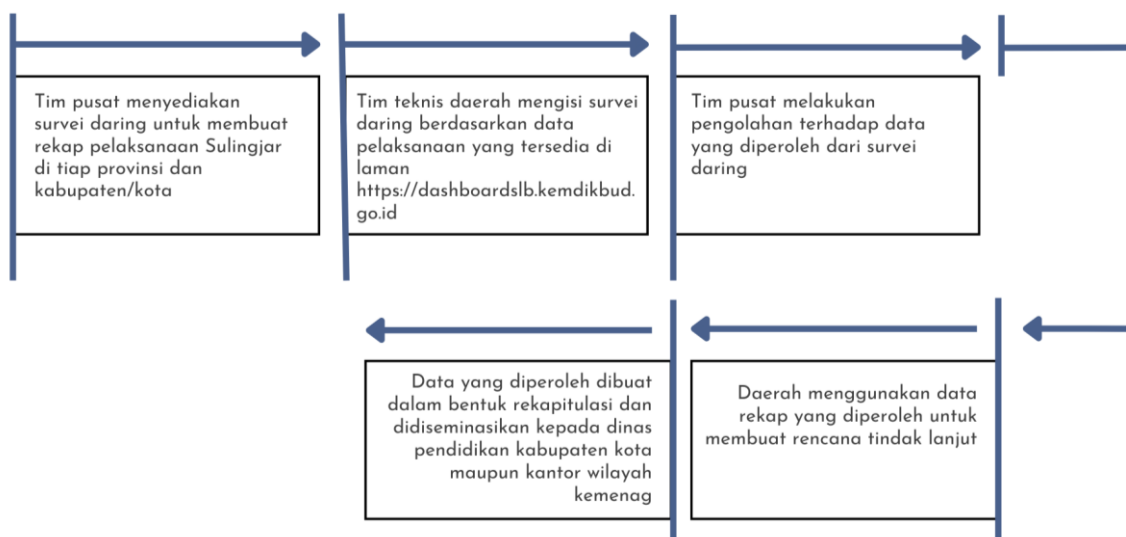 Tim pusat menyediakan
survei daring untuk membuat
rekap pelaksanaan Sulingjar
di tiap provinsi dan
kabupaten/kota
Tim teknis daerah mengisi survei
daring berdasarkan data
pelaksanaan yang tersedia di
laman
https://dashboardslb.kemdikbud.
go.id
Tim pusat melakukan
pengolahan terhadap data
yang diperoleh dari survei
daring
Daerah menggunakan data
rekap yang diperoleh untuk
membuat rencana tindak lanjut
Data yang diperoleh dibuat
dalam bentuk rekapitulasi dan
didiseminasikan kepada dinas
pendidikan kabupaten kota
maupun kantor wilayah
kemenag